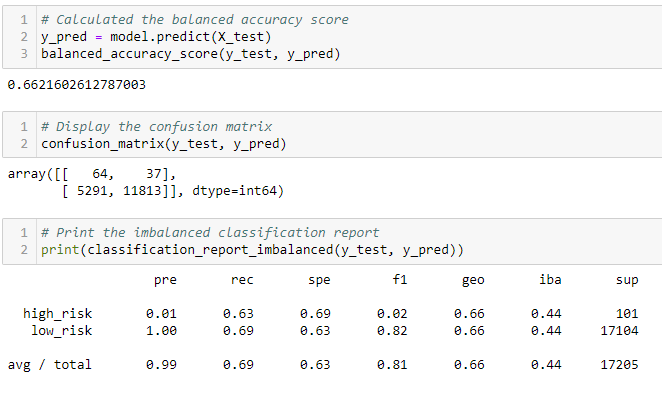 1 # Calculated the balanced accuracy score
2 y_pred = model.predict(X_test)
3 balanced_accuracy_score(y_test, y_pred)
0.6621602612787003
1 # Display the confusion matrix
2 confusion_matrix(y_test, y_pred)
array([[   64,    37],
       [ 5291, 11813]], dtype=int64)
1 # Print the imbalanced classification report
2 print(classification_report_imbalanced(y_test, y_pred))
pre rec spe f1 geo iba sup
high_risk 0.01 0.63 0.69 0.02 0.66 0.44 101
low_risk 1.00 0.69 0.63 0.82 0.66 0.44 17104
avg / total 0.99 0.69 0.63 0.81 0.66 0.44 17205